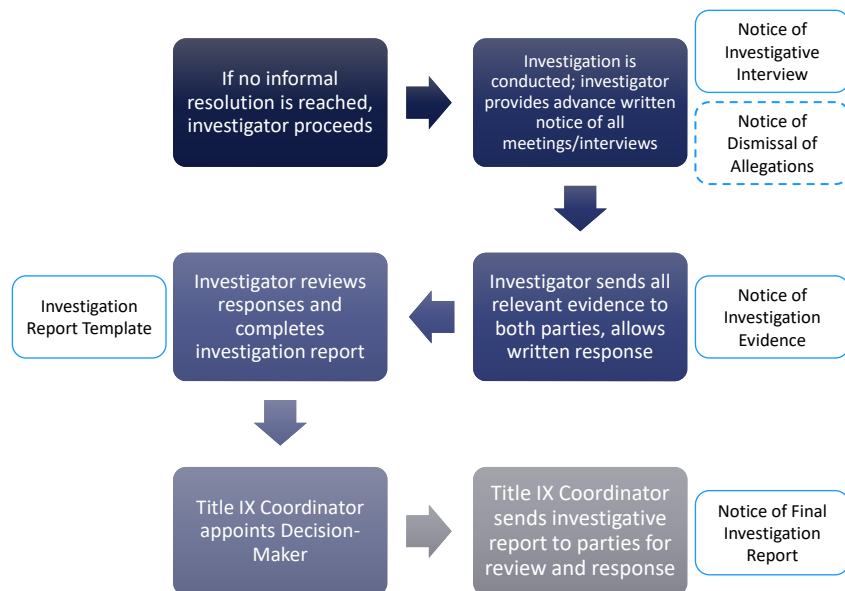 If no informal
resolution is reached,
investigator proceeds
Investigation is
conducted; investigator
provides advance written
notice of all
meetings/interviews
Notice of
Investigative
Interview
Notice of
Dismissal of
Allegations
Investigator sends all
relevant evidence to
both parties, allows
written response
Notice of
Investigation
Evidence
Investigator reviews
responses and
completes
investigation report
Investigation
Report Template
Title IX Coordinator
appoints Decision-
Maker
Title IX Coordinator
sends investigative
report to parties for
review and response
Notice of Final
Investigation
Report